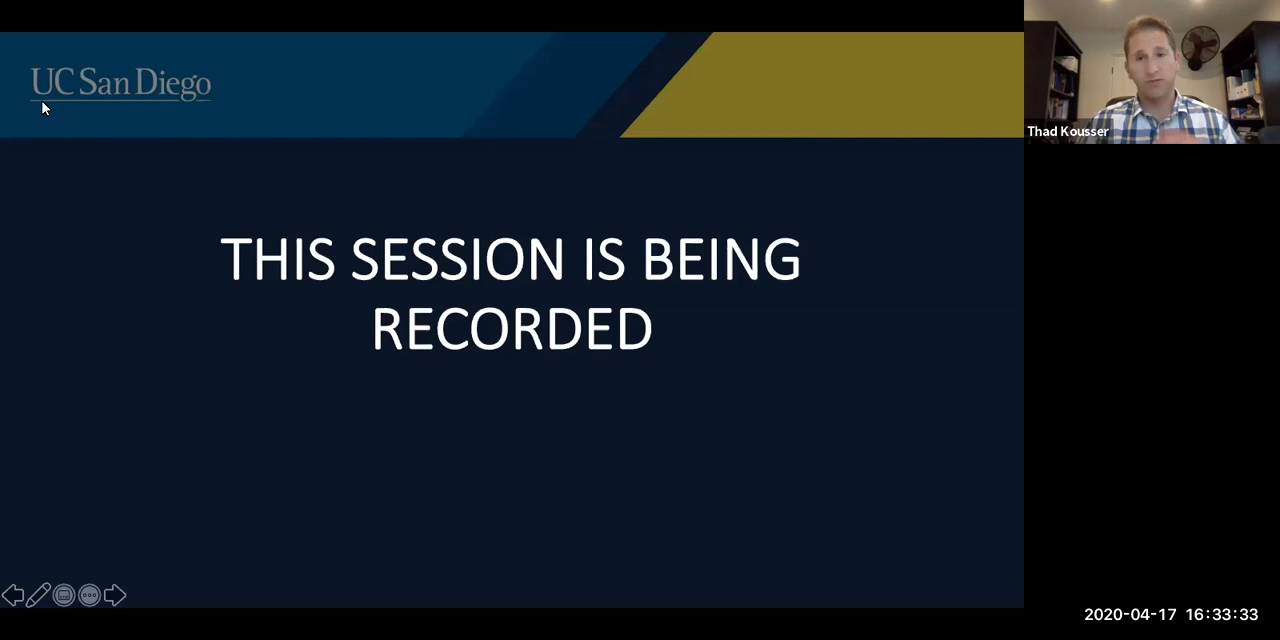 UC San Diego
THIS SESSION IS BEING
RECORDED
Thad Kousser
2020-04-17 16:33:33